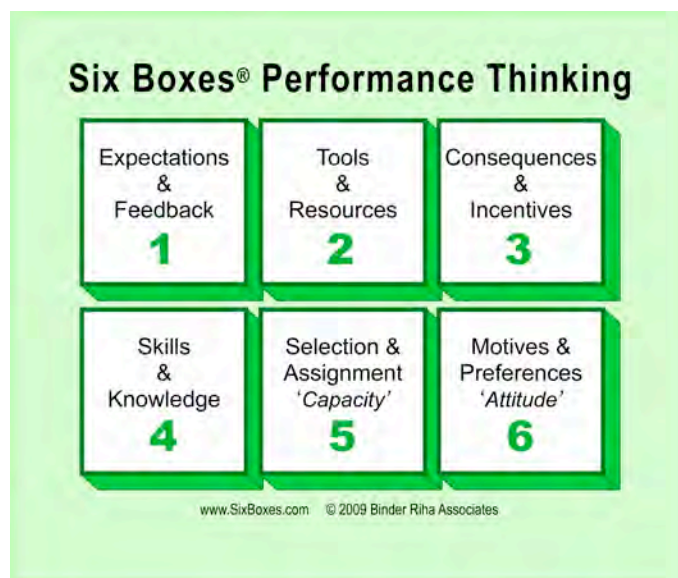 Six Boxes® Performance Thinking
Expectations
&
Feedback
1
Tools
&
Resources
2
Consequences
&
Incentives
3
Skills
&
Knowledge
4
Selection &
Assignment
'Capacity'
5
Motives &
Preferences
'Attitude'
6
www.SixBoxes.com © 2009 Binder Riha Associates